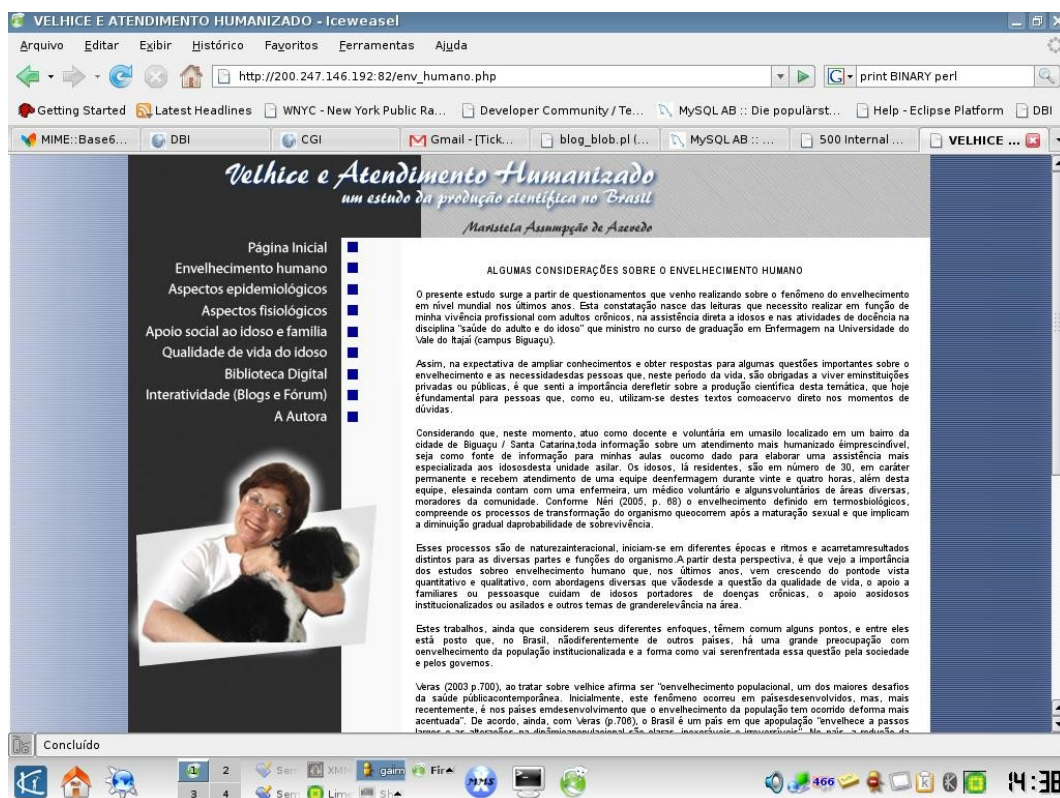 VELHICE E ATENDIMENTO HUMANIZADO - Iceweasel
Arquivo Editar Exibir Histórico Favoritos Ferramentas Ajuda
http://200.247.146.192:82/env_humano.php
print BINARY perl
Getting Started Latest Headlines WNYC - New York Public Ra... Developer Community / Te... MySQL AB :: Die populärst... Help - Eclipse Platform DBI
MIME::Base6... DBI CGI Gmail - [Tick... blog_blob.pl (... MySQL AB :: ... 500 Internal ... VELHICE ...
Velhice e Atendimento Humanizado
um estudo da produção científica no Brasil
Maristela Assumpção de Azevedo
Página Inicial
Envelhecimento humano
Aspectos epidemiológicos
Aspectos fisiológicos
Apoio social ao idoso e família
Qualidade de vida do idoso
Biblioteca Digital
Interatividade (Blogs e Fórum)
A Autora
ALGUMAS CONSIDERAÇÕES SOBRE O ENVELHECIMENTO HUMANO
O presente estudo surge a partir de questionamentos que venho realizando sobre o fenômeno do envelhecimento
em nível mundial nos últimos anos. Esta constatação nasce das leituras que necessito realizar em função de
minha vivência profissional com adultos crônicos, na assistência direta a idosos e nas atividades de docência na
disciplina "saúde do adulto e do idoso" que ministro no curso de graduação em Enfermagem na Universidade do
Vale do Itajaí (campus Biguaçu).
Assim, na expectativa de ampliar conhecimentos e obter respostas para algumas questões importantes sobre o
envelhecimento e as necessidadesdas pessoas que, neste período da vida, são obrigadas a viver eminstituições
privadas ou públicas, é que senti a importância derefletir sobre a produção científica desta temática, que hoje
éfundamental para pessoas que, como eu, utilizam-se destes textos comoacervo direto nos momentos de
dúvidas.
Considerando que, neste momento, atuo como docente e voluntária em umasilo localizado em um bairro da
cidade de Biguaçu / Santa Catarina,toda informação sobre um atendimento mais humanizado éimprescindível,
seja como fonte de informação para minhas aulas oucomo dado para elaborar uma assistência mais
especializada aos idososdesta unidade asilar. Os idosos, lá residentes, são em número de 30, em caráter
permanente e recebem atendimento de uma equipe deenfermagem durante vinte e quatro horas, além desta
equipe, elesainda contam com uma enfermeira, um médico voluntário e algunsvoluntários de áreas diversas,
moradores da comunidade. Conforme Néri (2005, p. 68) o envelhecimento definido em termosbiológicos,
compreende os processos de transformação do organismo queocorrem após a maturação sexual e que implicam
a diminuição gradual daprobabilidade de sobrevivência.
Esses processos são de naturezainteracional, iniciam-se em diferentes épocas e ritmos e acarretamresultados
distintos para as diversas partes e funções do organismo.A partir desta perspectiva, é que vejo a importância
dos estudos sobreo envelhecimento humano que, nos últimos anos, vem crescendo do pontode vista
quantitativo e qualitativo, com abordagens diversas que vãodesde a questão da qualidade de vida, o apoio a
familiares ou pessoasque cuidam de idosos portadores de doenças crônicas, o apoio aosidosos
institucionalizados ou asilados e outros temas de granderelevância na área.
Estes trabalhos, ainda que considerem seus diferentes enfoques, têmem comum alguns pontos, e entre eles
está posto que, no Brasil, nãodiferentemente de outros países, há uma grande preocupação com
oenvelhecimento da população institucionalizada e a forma como vai serenfrentada essa questão pela sociedade
e pelos governos.
Veras (2003 p.700), ao tratar sobre velhice afirma ser "oenvelhecimento populacional, um dos maiores desafios
da saúde públicacontemporânea. Inicialmente, este fenômeno ocorreu em paísesdesenvolvidos, mas, mais
recentemente, é nos países emdesenvolvimento que o envelhecimento da população tem ocorrido deforma mais
acentuada". De acordo, ainda, com Veras (p.706), o Brasil é um país em que apopulação "envelhece a passos
largos e as alterações na dinâmicapopulacional são claras, inexoráveis e irreversíveis". No país, a redução da
Concluído
1 2 Sen XMM gaim Fire
3 4 Sem Lime Sh
MMS
466
14:38